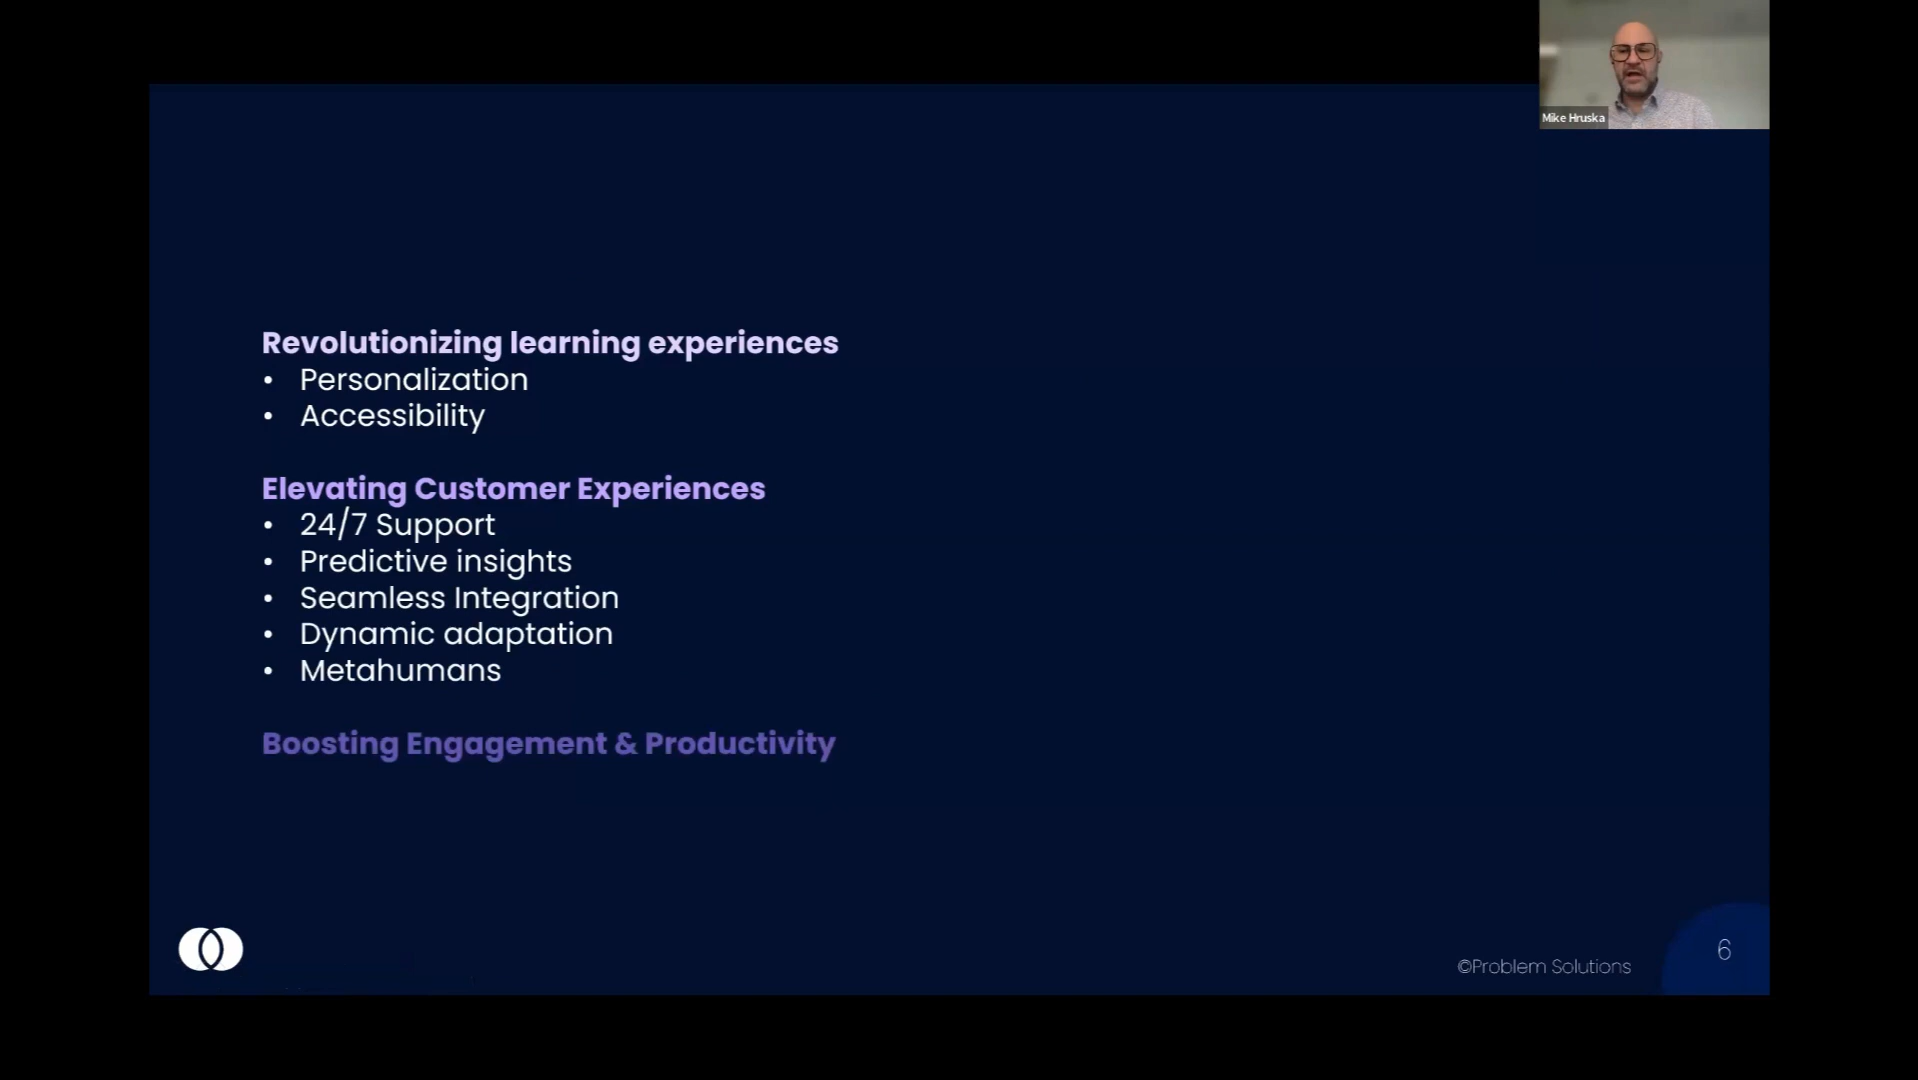 Mike Hruska
Revolutionizing learning experiences
• Personalization
• Accessibility
Elevating Customer Experiences
• 24/7 Support
• Predictive insights
• Seamless Integration
• Dynamic adaptation
• Metahumans
Boosting Engagement & Productivity
©Problem Solutions
6